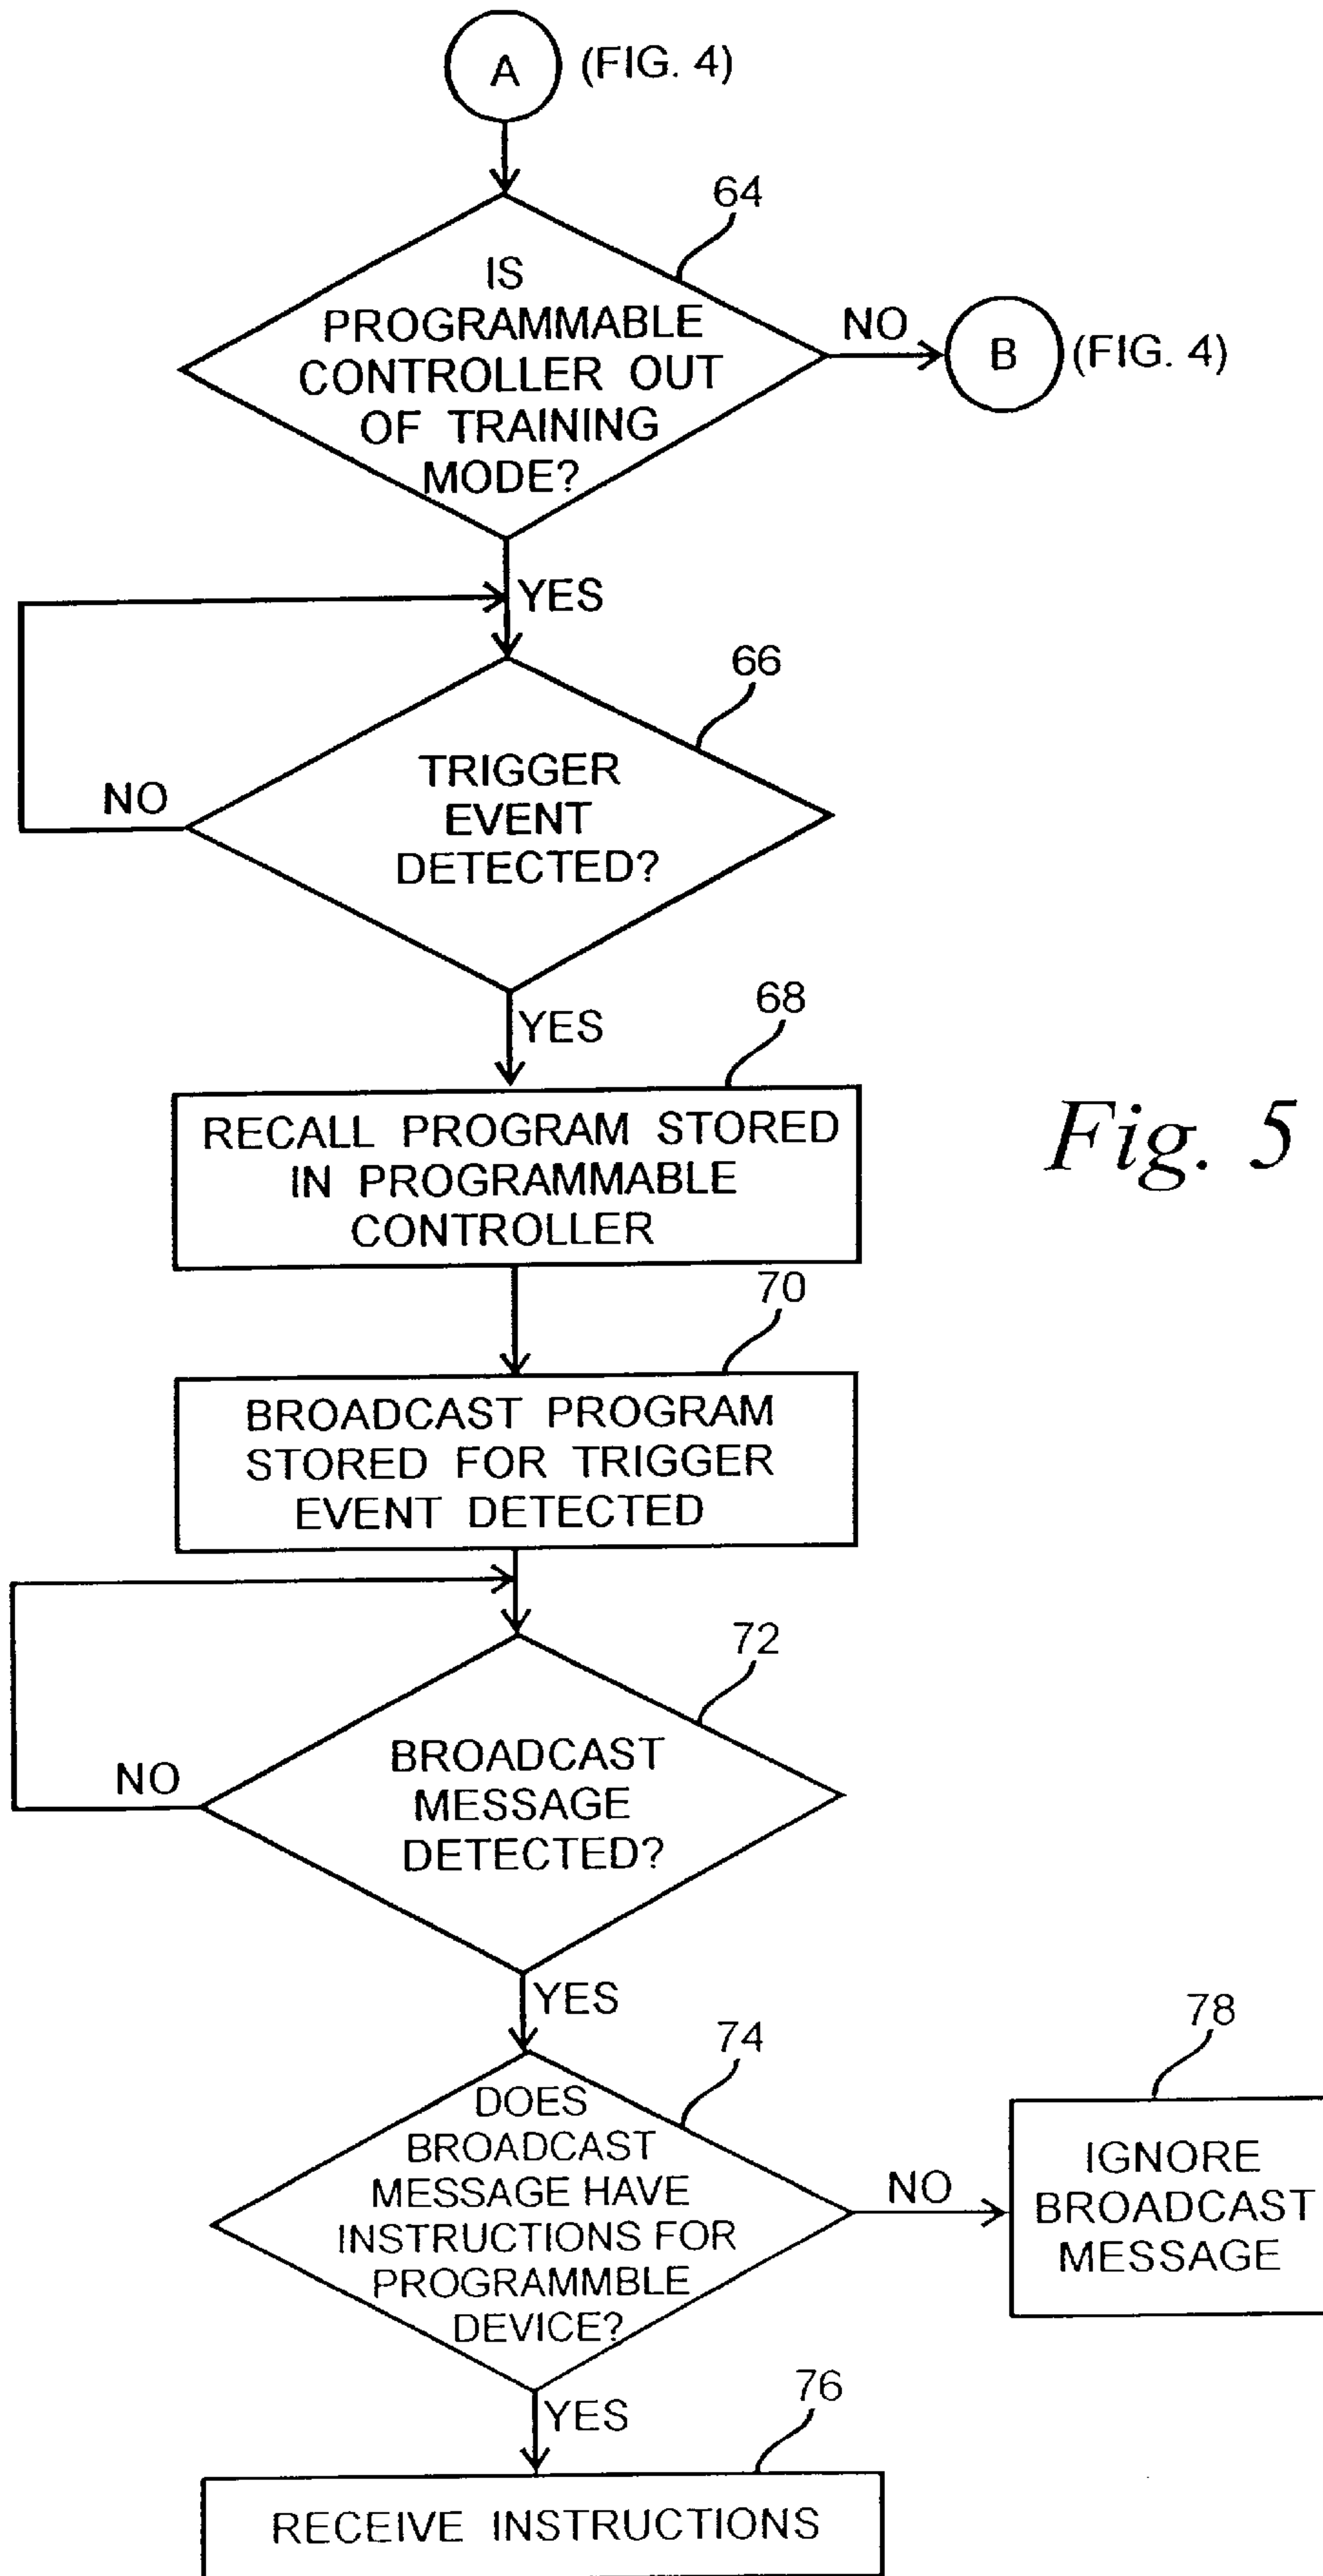 A (FIG. 4)
64
IS
PROGRAMMABLE
CONTROLLER OUT
OF TRAINING
MODE?
NO
B (FIG. 4)
YES
66
TRIGGER
EVENT
DETECTED?
NO
YES
68
RECALL PROGRAM STORED
IN PROGRAMMABLE
CONTROLLER
Fig. 5
70
BROADCAST PROGRAM
STORED FOR TRIGGER
EVENT DETECTED
72
BROADCAST
MESSAGE
DETECTED?
NO
YES
74
DOES
BROADCAST
MESSAGE HAVE
INSTRUCTIONS FOR
PROGRAMMBLE
DEVICE?
NO
78
IGNORE
BROADCAST
MESSAGE
YES
76
RECEIVE INSTRUCTIONS